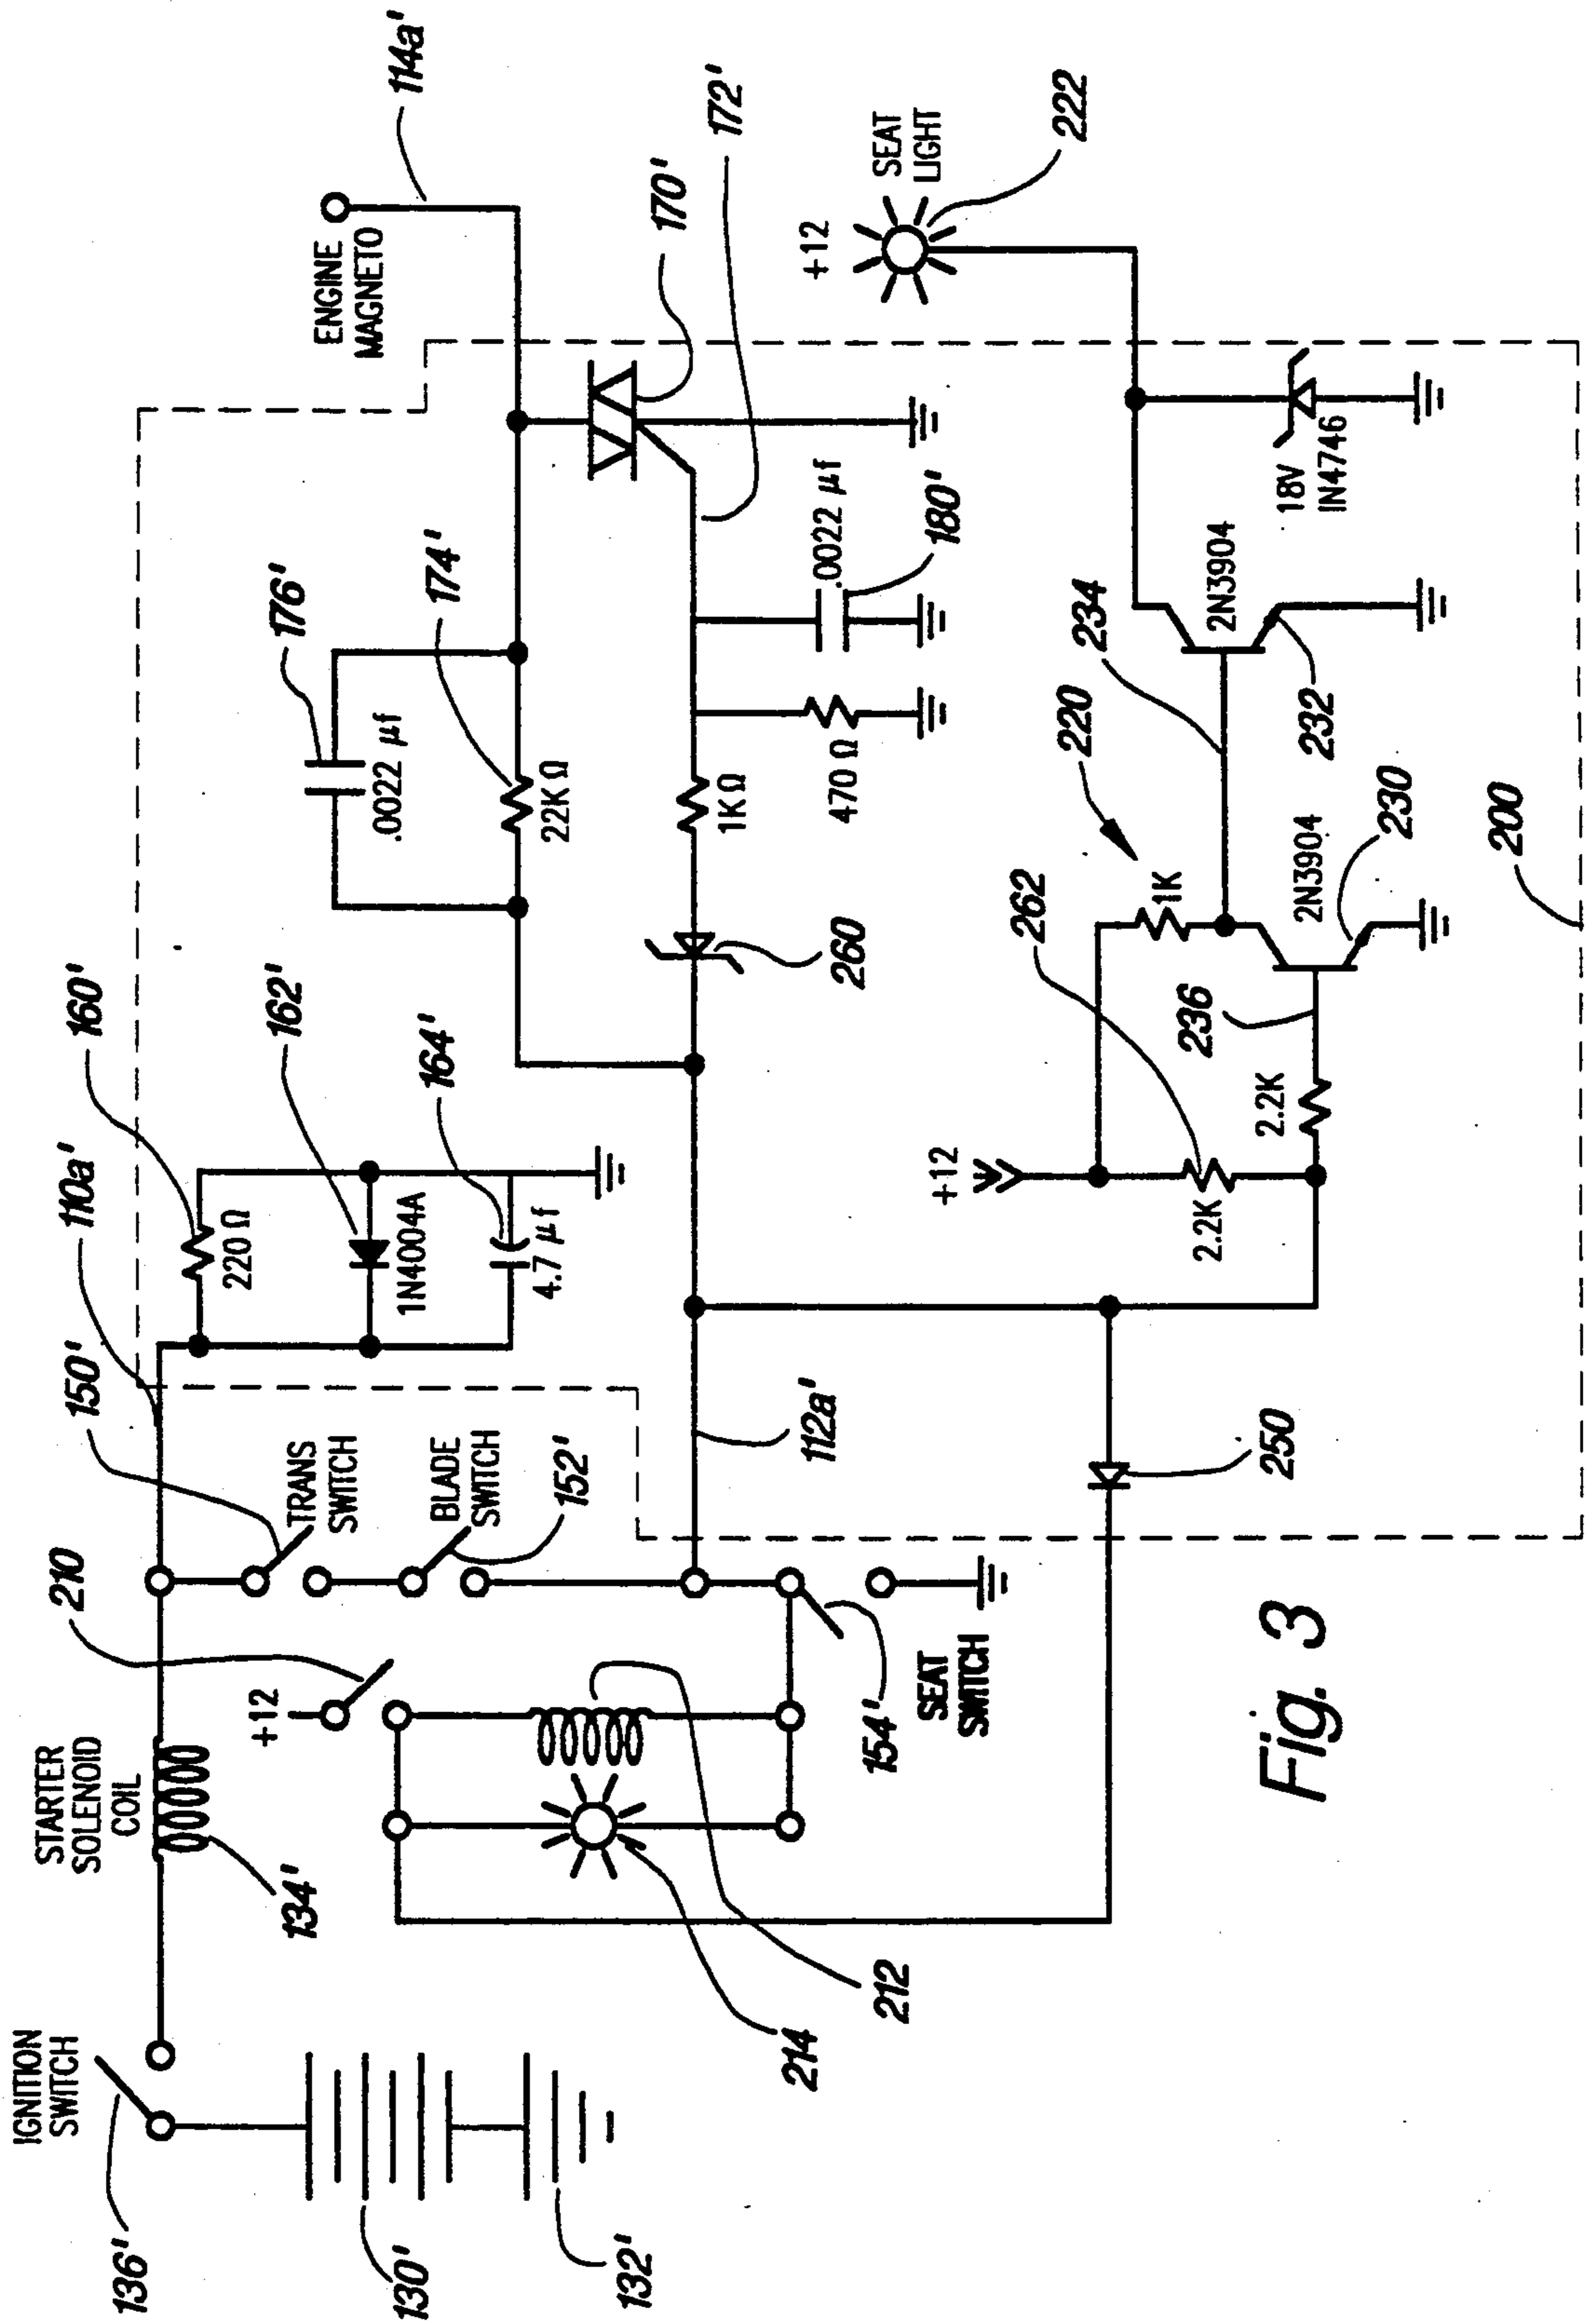 IGNITION
SWITCH
136'
130'
132'
STARTER
SOLENOID
COIL
134'
214
212
+12
210
150'
TRANS
SWITCH
BLADE
SWITCH
152'
154'
SEAT
SWITCH
110a'
112a'
250
160'
220 Ω
162'
1N4004A
164'
4.7 µf
176'
.0022 µf
174'
22K Ω
260
1K Ω
470 Ω
.0022 µf
180'
ENGINE
MAGNETO
114a'
170'
172'
+12
SEAT
LIGHT
222
+12
262
2.2K
1K
220
234
236
2.2K
2N3904
230
2N3904
232
18V
IN4746
200
Fig. 3